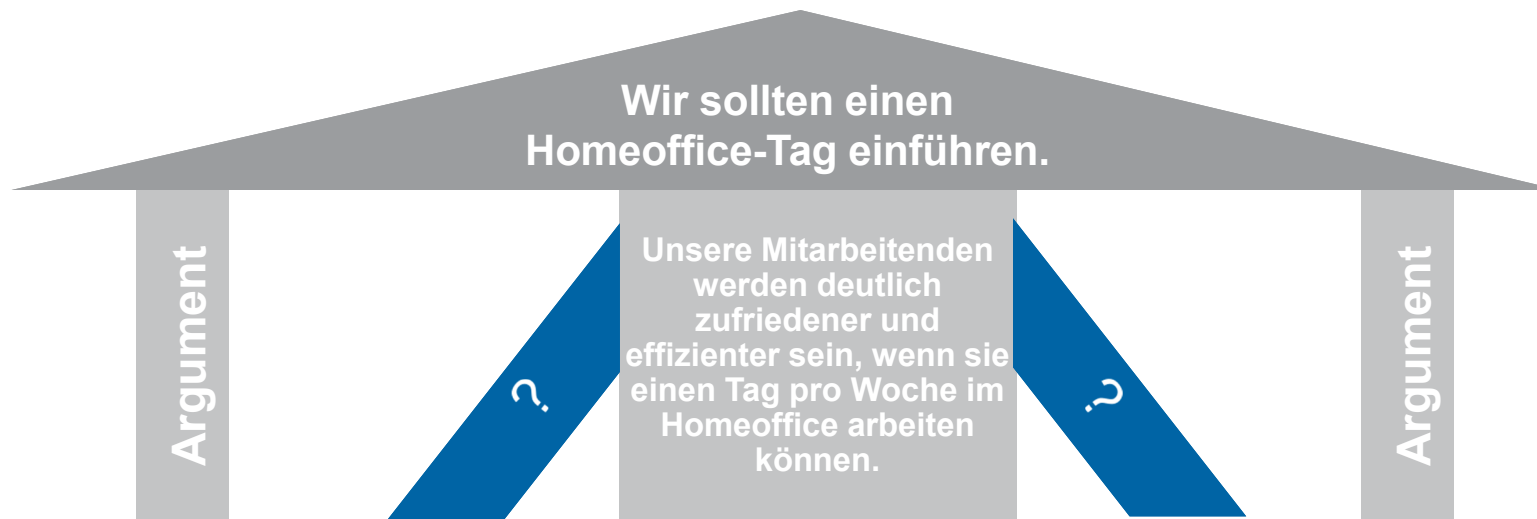 Wir sollten einen
Homeoffice-Tag einführen.
Argument
?
Unsere Mitarbeitenden
werden deutlich
zufriedener und
effizienter sein, wenn sie
einen Tag pro Woche im
Homeoffice arbeiten
können.
?
Argument